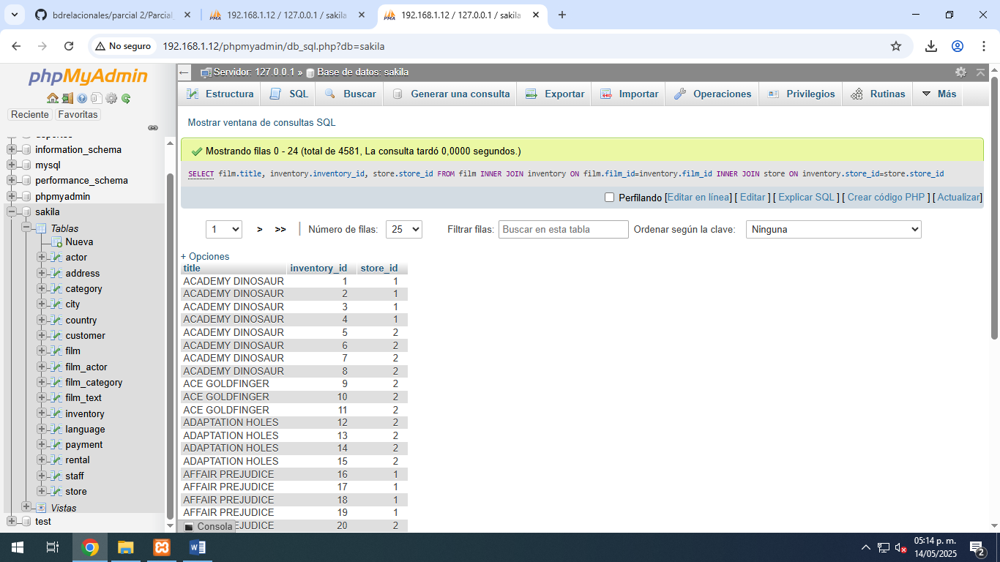 bdrelacionales/parcial 2/Parcial_
192.168.1.12 / 127.0.0.1 / sakila
192.168.1.12 / 127.0.0.1 / sakila
No seguro
192.168.1.12/phpmyadmin/db_sql.php?db=sakila
phpMyAdmin
Reciente Favoritas
information_schema
mysql
performance_schema
phpmyadmin
sakila
Tablas
Nueva
actor
address
category
city
country
customer
film
film_actor
film_category
film_text
inventory
language
payment
rental
staff
store
Vistas
test
Servidor: 127.0.0.1 » Base de datos: sakila
Estructura SQL Buscar Generar una consulta Exportar Importar Operaciones Privilegios Rutinas Más
Mostrar ventana de consultas SQL
Mostrando filas 0 - 24 (total de 4581, La consulta tardó 0,0000 segundos.)
SELECT film.title, inventory.inventory_id, store.store_id FROM film INNER JOIN inventory ON film.film_id=inventory.film_id INNER JOIN store ON inventory.store_id=store.store_id
Perfilando [Editar en línea] [ Editar ] [ Explicar SQL ] [ Crear código PHP ] [ Actualizar]
1 > >> Número de filas: 25 Filtrar filas: Buscar en esta tabla Ordenar según la clave: Ninguna
+ Opciones
title inventory_id store_id
ACADEMY DINOSAUR 1 1
ACADEMY DINOSAUR 2 1
ACADEMY DINOSAUR 3 1
ACADEMY DINOSAUR 4 1
ACADEMY DINOSAUR 5 2
ACADEMY DINOSAUR 6 2
ACADEMY DINOSAUR 7 2
ACADEMY DINOSAUR 8 2
ACE GOLDFINGER 9 2
ACE GOLDFINGER 10 2
ACE GOLDFINGER 11 2
ADAPTATION HOLES 12 2
ADAPTATION HOLES 13 2
ADAPTATION HOLES 14 2
ADAPTATION HOLES 15 2
AFFAIR PREJUDICE 16 1
AFFAIR PREJUDICE 17 1
AFFAIR PREJUDICE 18 1
AFFAIR PREJUDICE 19 1
Consola EJUDICE 20 2
05:14 p. m.
14/05/2025
2